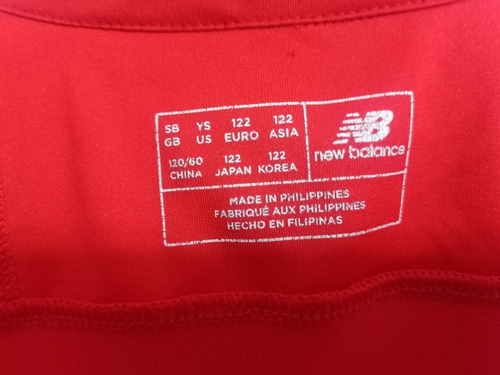 SB YS 122 122
GB US EURO ASIA
120/60 122 122
CHINA JAPAN KOREA
NB
new balance
MADE IN PHILIPPINES
FABRIQUÉ AUX PHILIPPINES
HECHO EN FILIPINAS